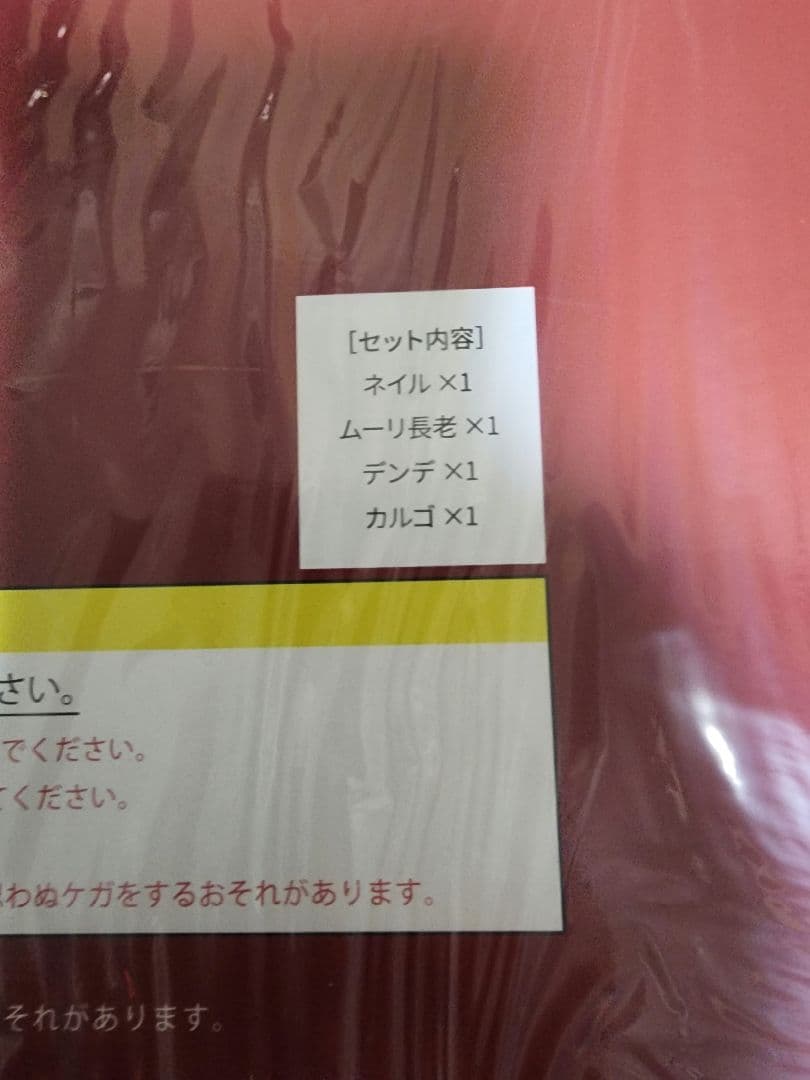 [セット内容]
ネイル ×1
ムーリ長老 ×1
デンデ ×1
カルゴ ×1
さい。
でください。
てください。
わぬケガをするおそれがあります。
それがあります。